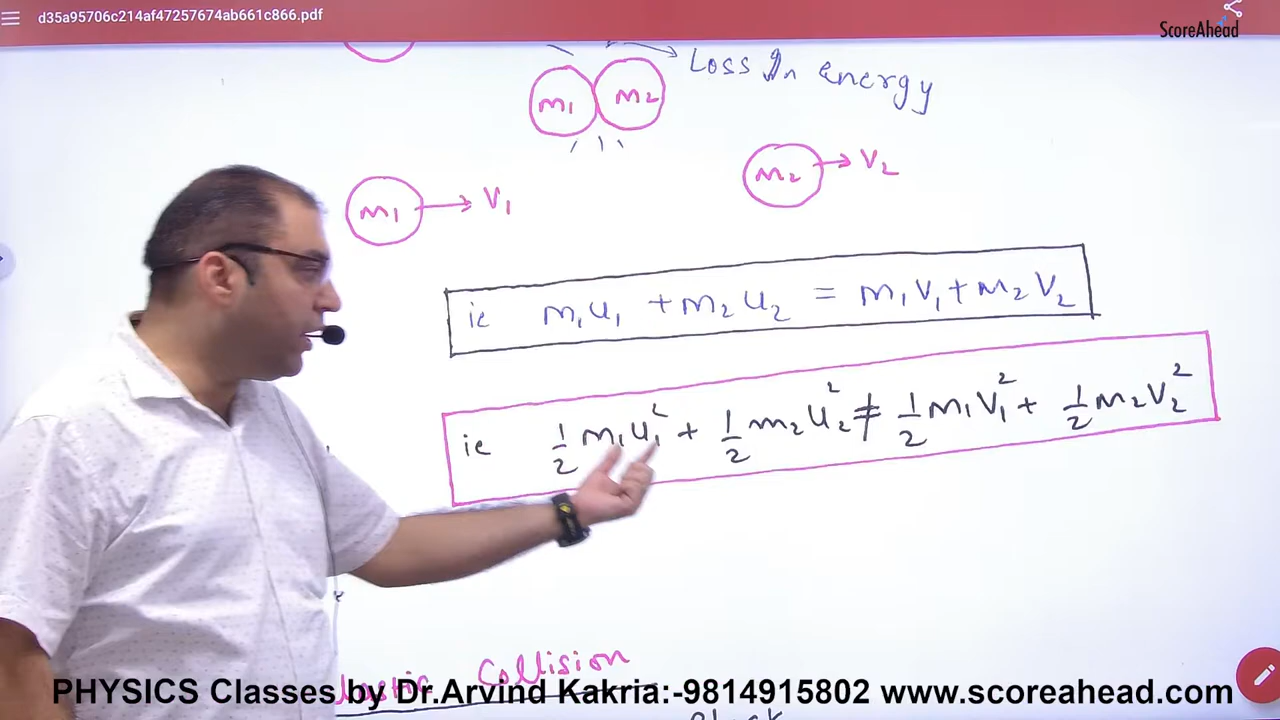 d35a95706c214af47257674ab661c866.pdf
ScoreAhead
Loss In energy
m1 m2
m1 → v1
m2 → v2
ie m1u1 + m2u2 = m1v1 + m2v2
ie 1/2 m1u1² + 1/2 m2u2² ≠ 1/2 m1v1² + 1/2 m2v2²
Collision
PHYSICS Classes by Dr.Arvind Kakria:-9814915802 www.scoreahead.com